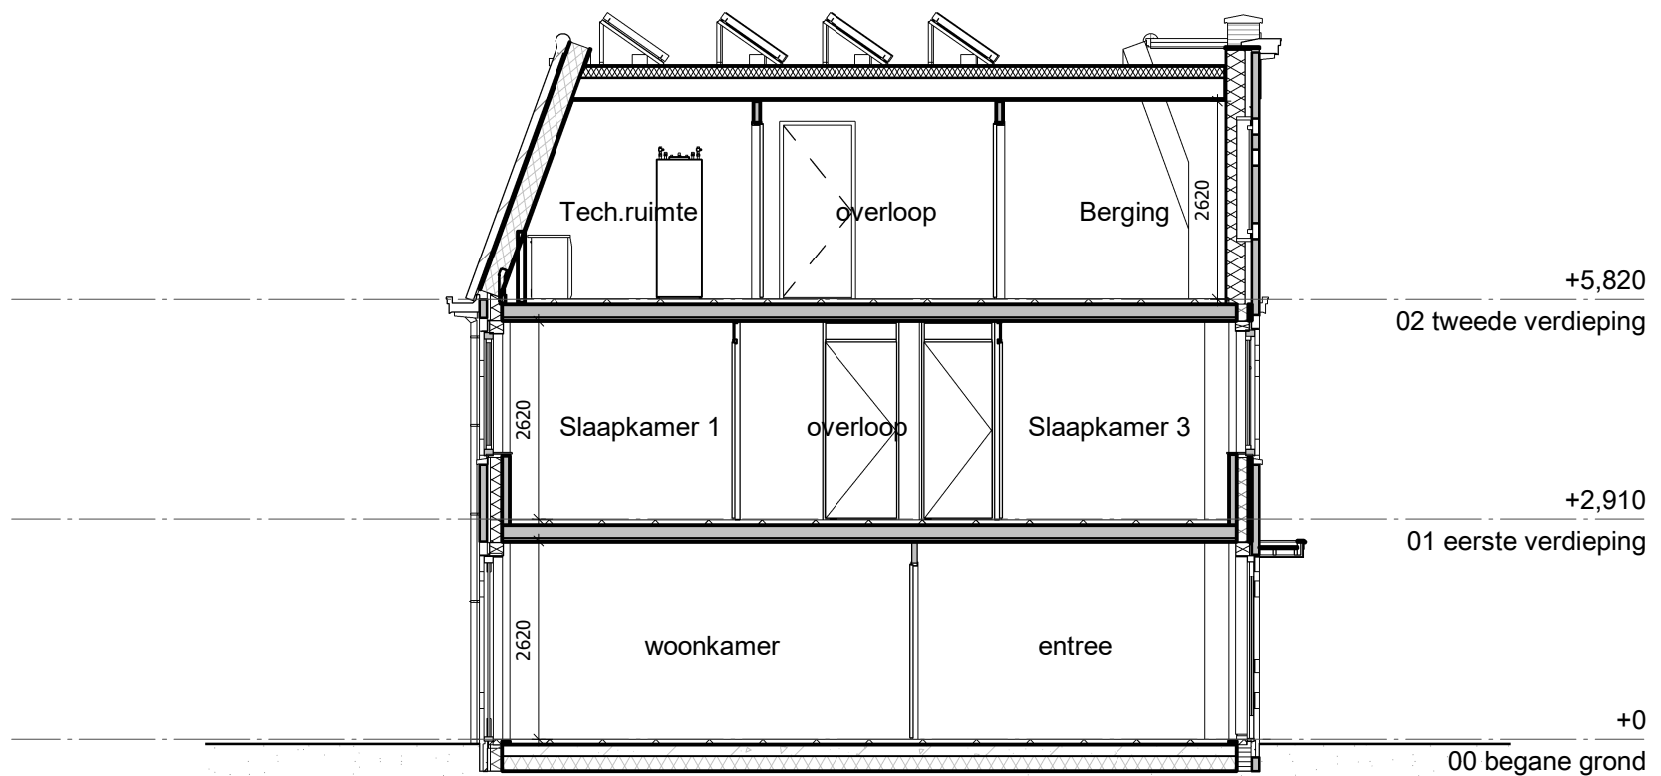 Tech.ruimte
overloop
Berging
2620
+5,820
02 tweede verdieping
2620
Slaapkamer 1
overloop
Slaapkamer 3
+2,910
01 eerste verdieping
2620
woonkamer
entree
+0
00 begane grond